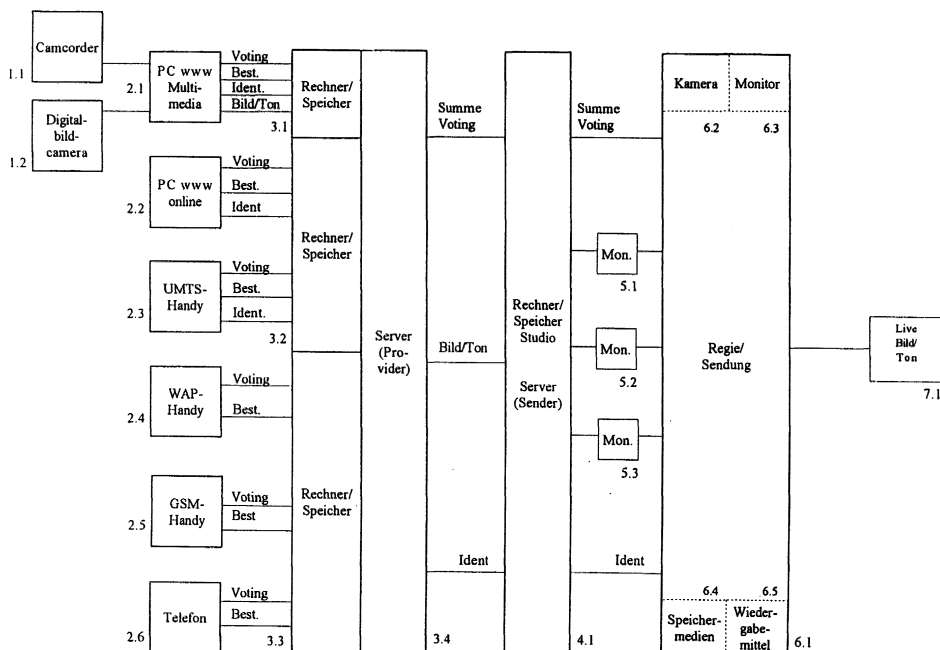 Camcorder
1.1
Digital-
bild-
camera
1.2
PC www
Multi-
media
2.1
Voting
Best.
Ident.
Bild/Ton
3.1
PC www
online
2.2
Voting
Best.
Ident
UMTS-
Handy
2.3
Voting
Best.
Ident.
3.2
WAP-
Handy
2.4
Voting
Best.
GSM-
Handy
2.5
Voting
Best
Telefon
2.6
Voting
Best.
3.3
Rechner/
Speicher
Rechner/
Speicher
Rechner/
Speicher
Server
(Pro-
vider)
Summe
Voting
Bild/Ton
Ident
3.4
Rechner/
Speicher
Studio
Server
(Sender)
Summe
Voting
Mon.
5.1
Mon.
5.2
Mon.
5.3
Ident
4.1
Kamera
6.2
Monitor
6.3
Regie/
Sendung
6.4
Speicher-
medien
6.5
Wieder-
gabe-
mittel
6.1
Live
Bild/
Ton
7.1